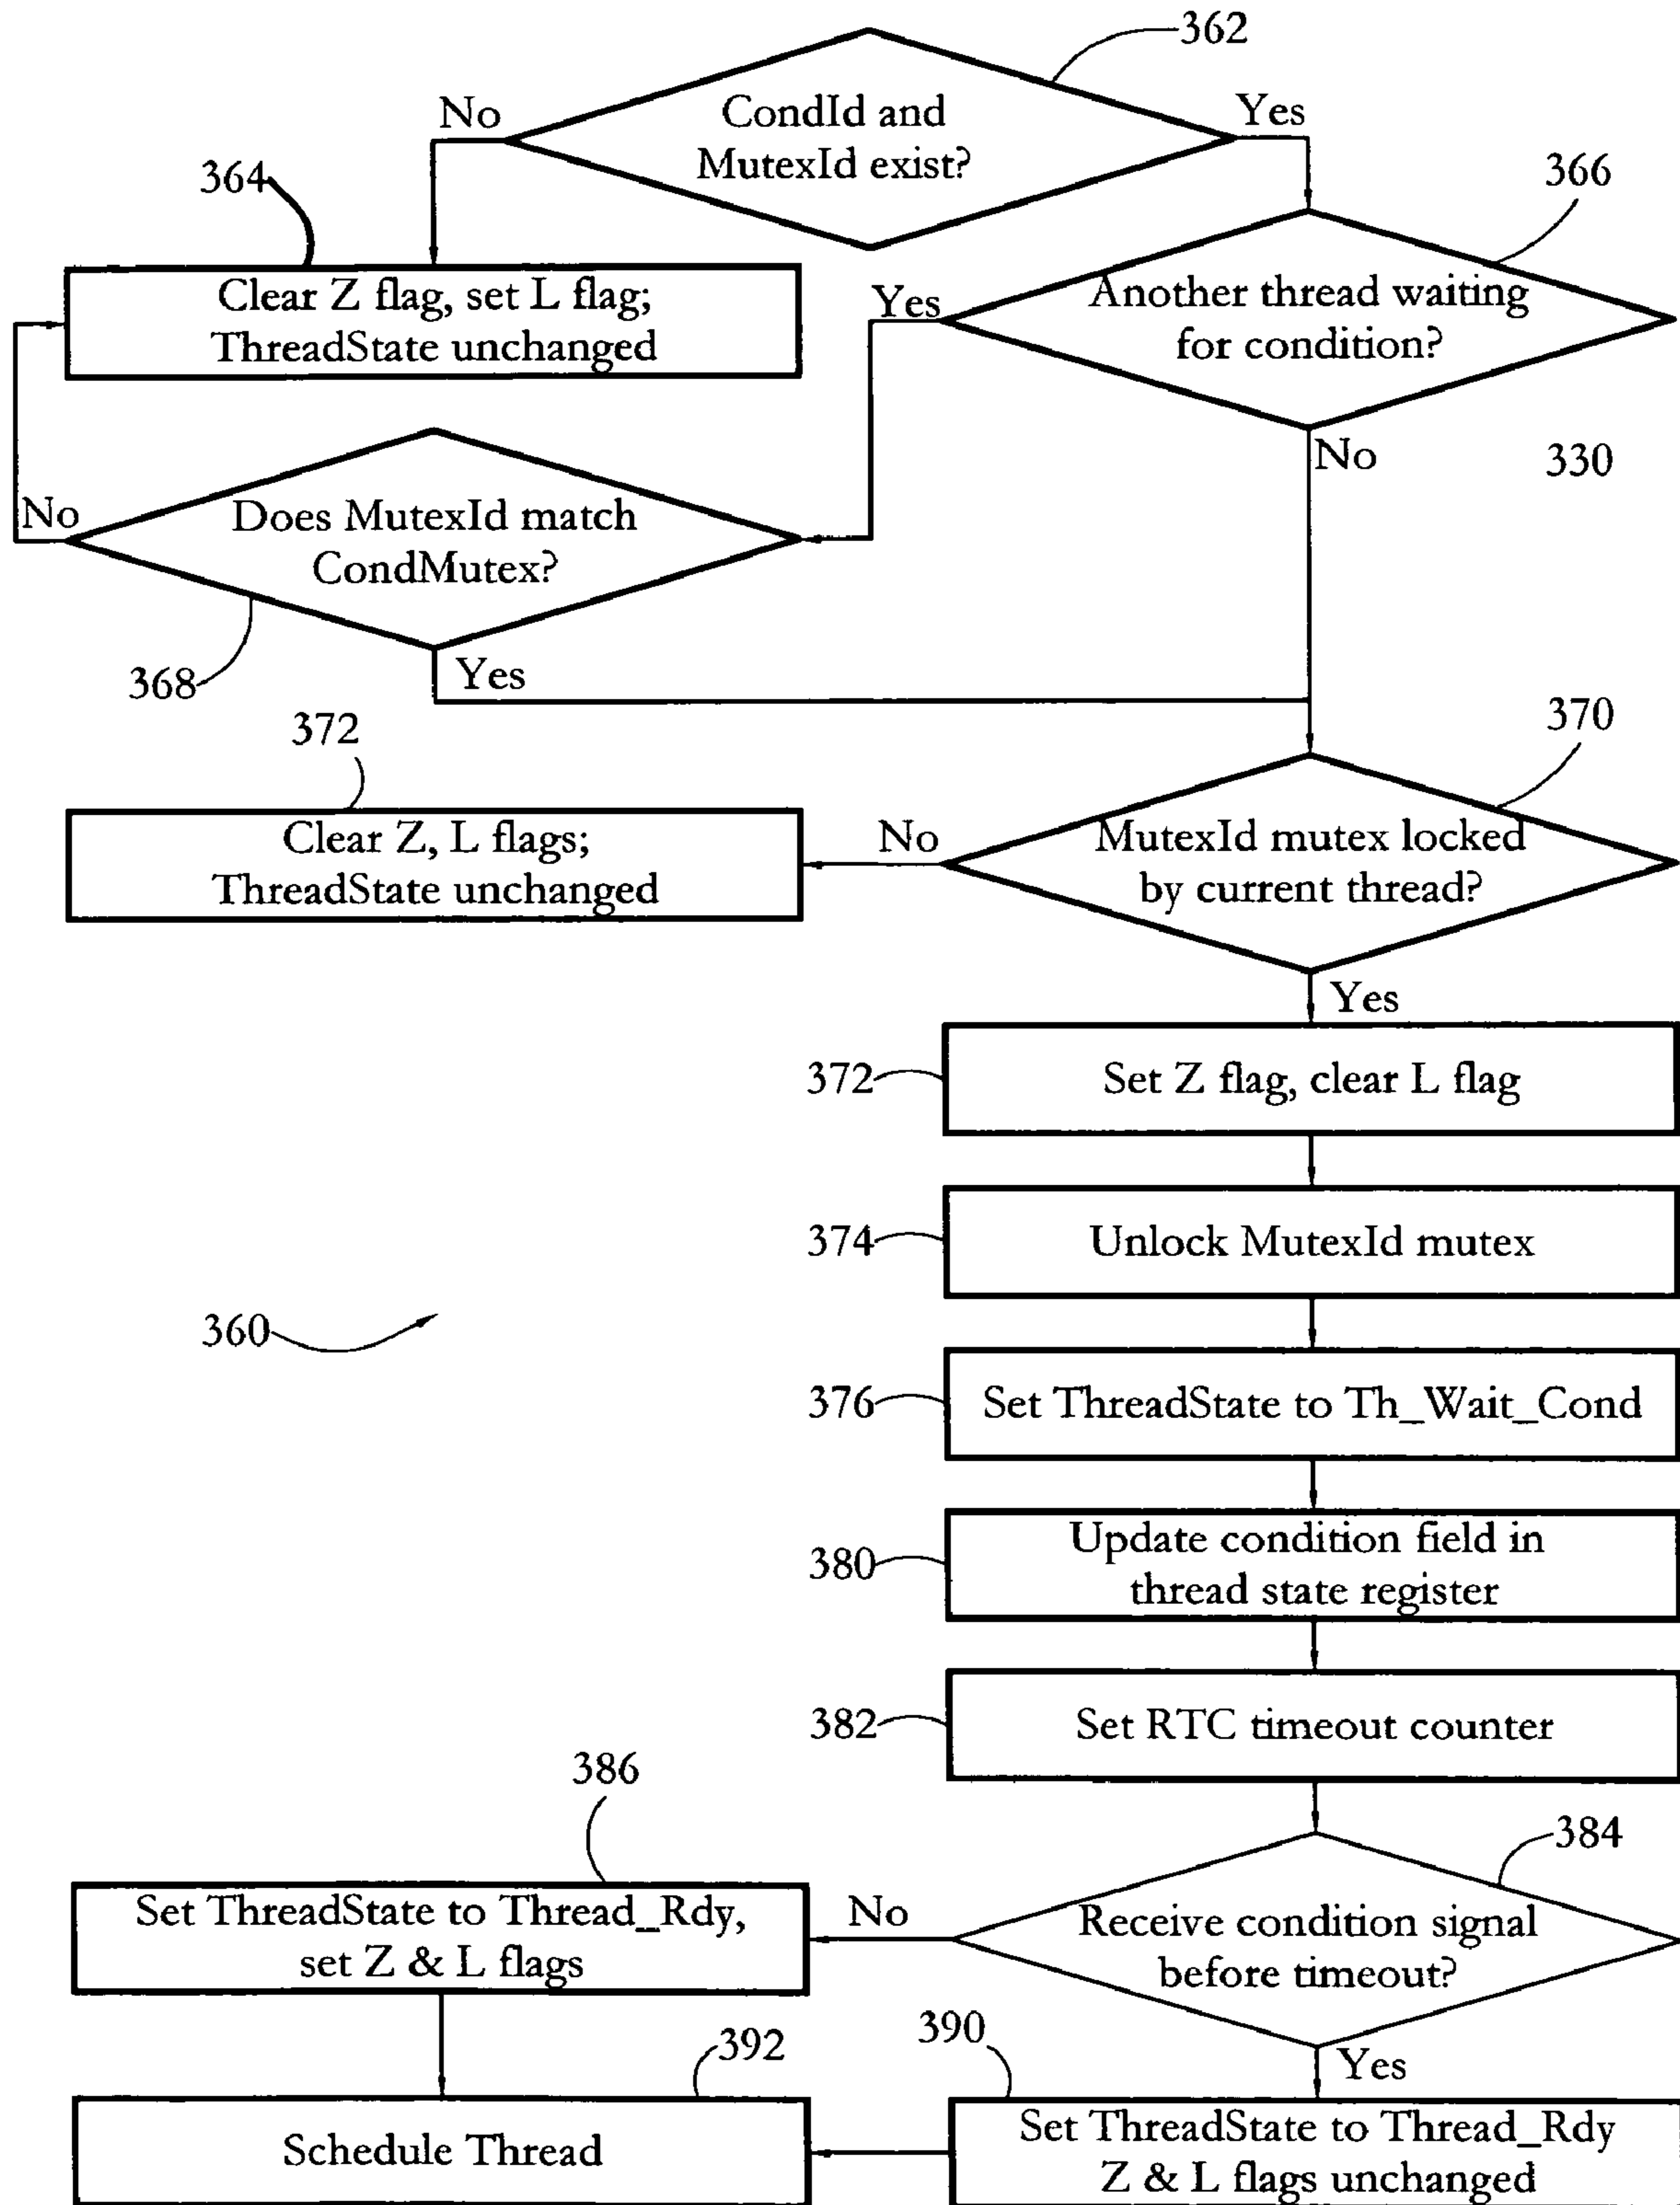 362
No
CondId and
MutexId exist?
Yes
364
366
Clear Z flag, set L flag;
ThreadState unchanged
Yes
Another thread waiting
for condition?
No
330
No
Does MutexId match
CondMutex?
368
Yes
372
370
Clear Z, L flags;
ThreadState unchanged
No
MutexId mutex locked
by current thread?
Yes
372
Set Z flag, clear L flag
374
Unlock MutexId mutex
360
376
Set ThreadState to Th_Wait_Cond
380
Update condition field in
thread state register
382
Set RTC timeout counter
386
384
Set ThreadState to Thread_Rdy,
set Z & L flags
No
Receive condition signal
before timeout?
392
390
Yes
Schedule Thread
Set ThreadState to Thread_Rdy
Z & L flags unchanged